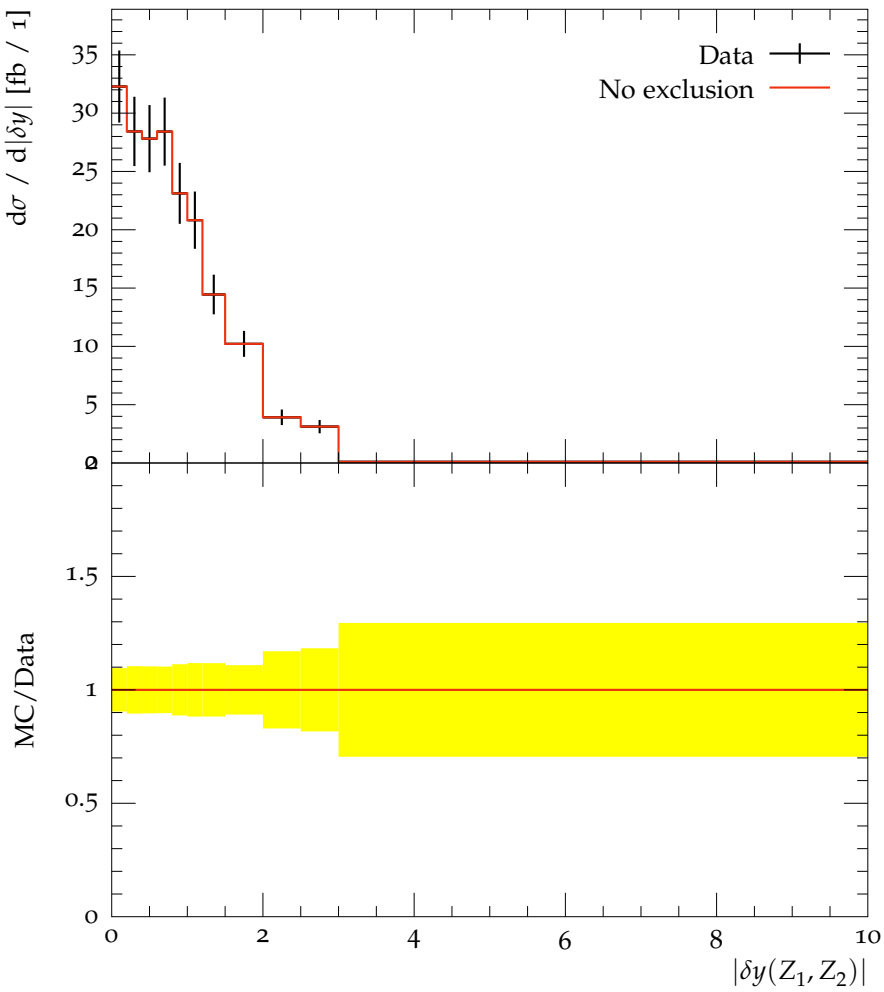 dσ / d|δy| [fb / 1]
Data
No exclusion
35
30
25
20
15
10
5
0
MC/Data
2
1.5
1
0.5
0
0 2 4 6 8 10
|δy(Z₁, Z₂)|